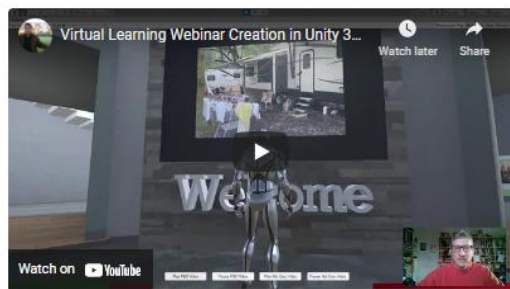 Virtual Learning Webinar Creation in Unity 3...
Watch later
Share
Welcome
Watch on YouTube